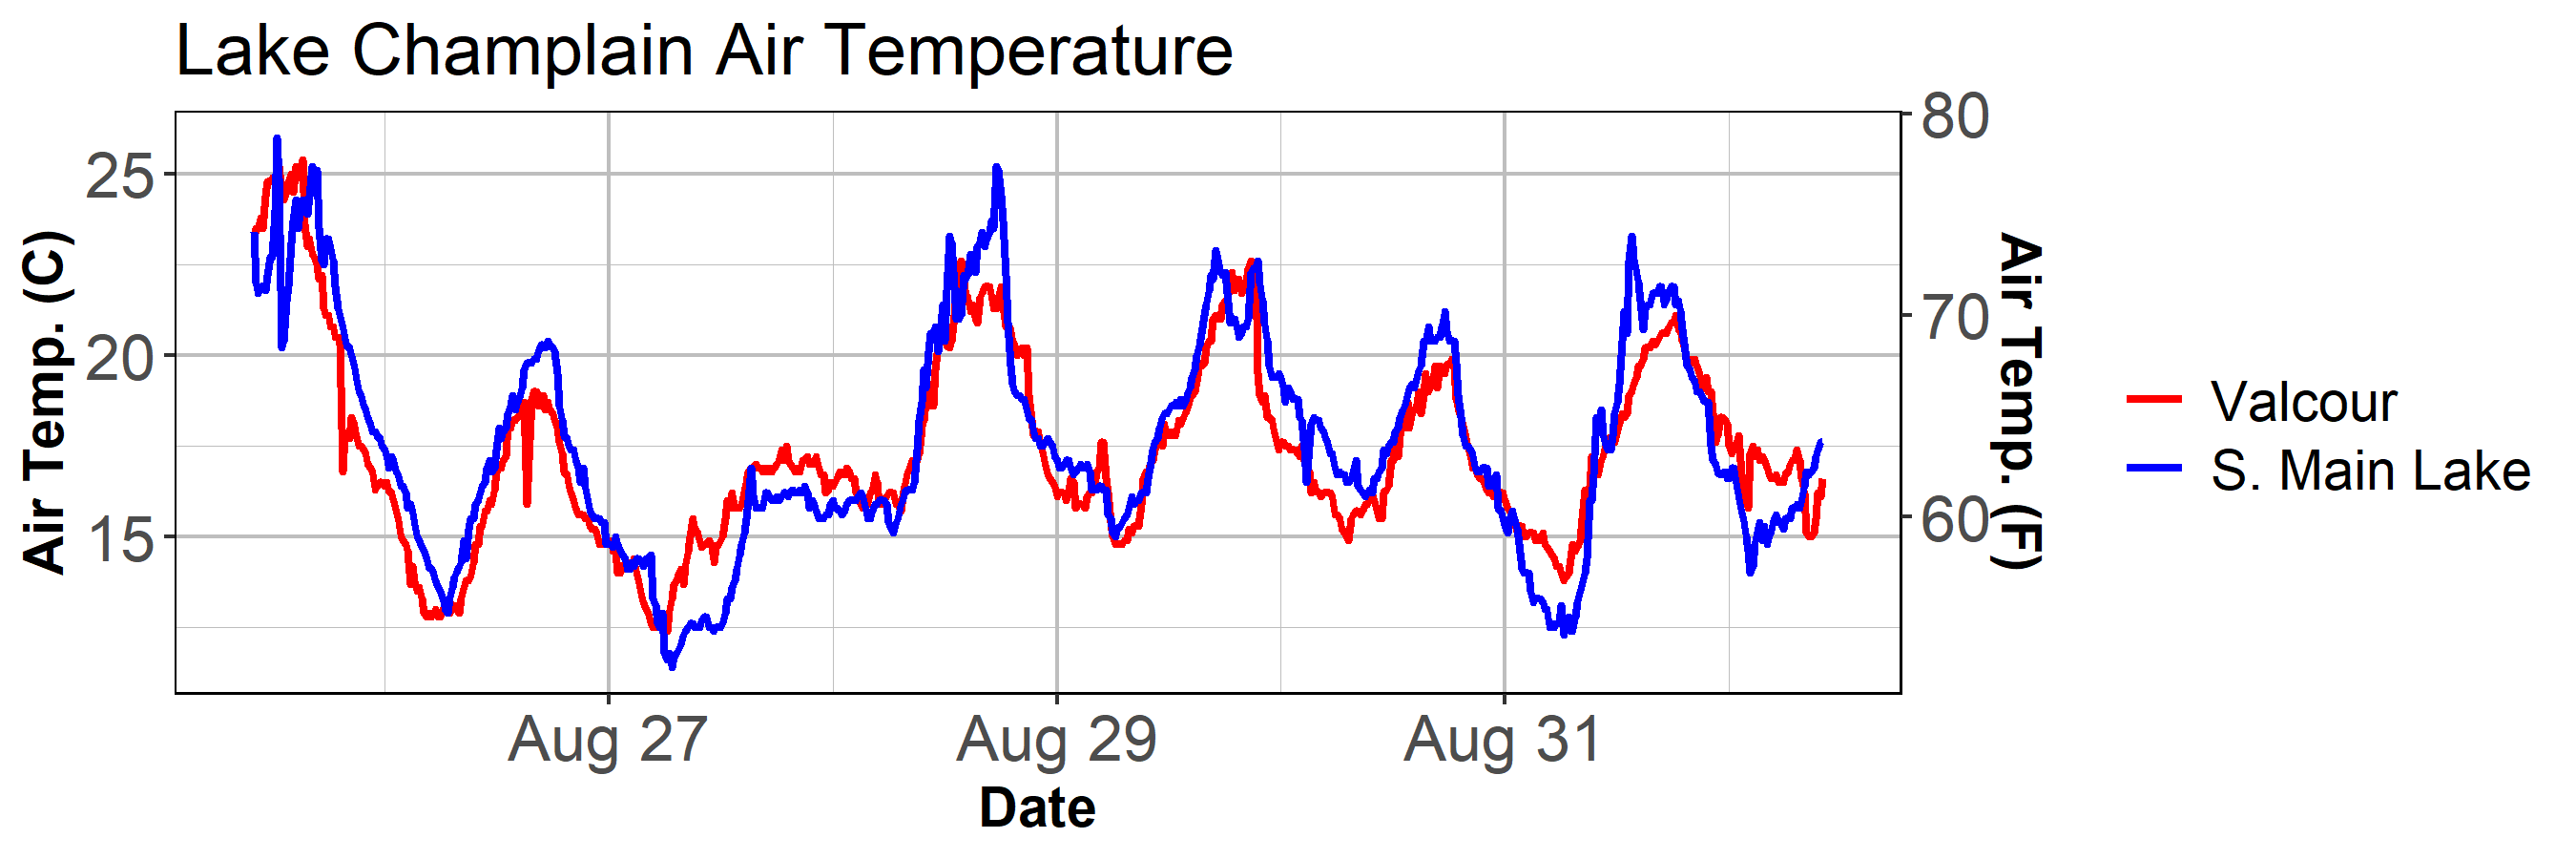 Lake Champlain Air Temperature
Air Temp. (C)
25
20
15
80
70
60
Air Temp. (F)
Aug 27
Aug 29
Aug 31
Date
Valcour
S. Main Lake